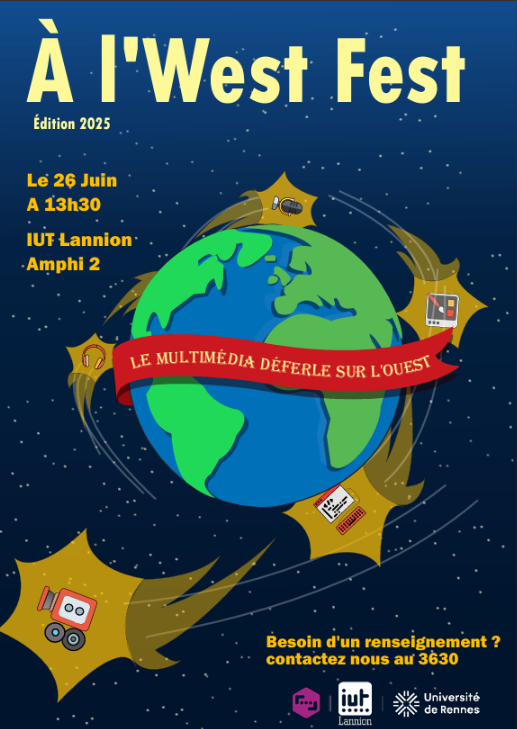 À l'West Fest
Édition 2025
Le 26 Juin
A 13h30
IUT Lannion
Amphi 2
LE MULTIMÉDIA DÉFERLE SUR L'OUEST
Besoin d'un renseignement ?
contactez nous au 3630
iut
Lannion
Université
de Rennes